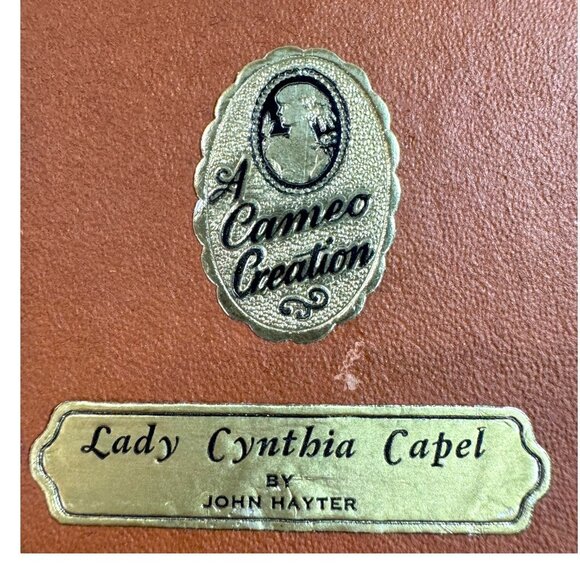 A
Cameo
Creation
Lady Cynthia Capel
BY
JOHN HAYTER